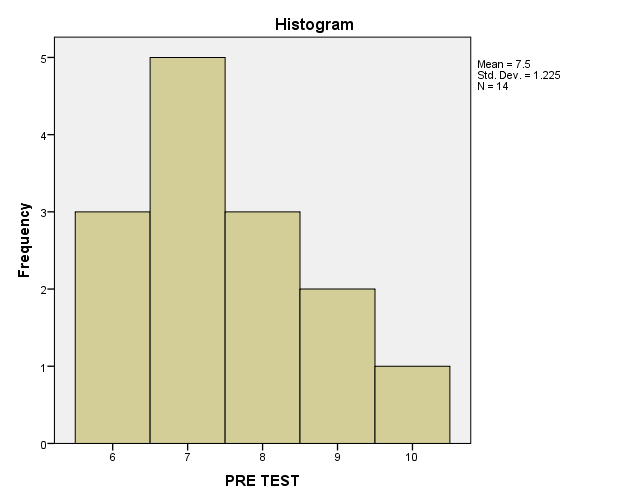 Histogram
Mean = 7.5
Std. Dev. = 1.225
N = 14
Frequency
5
4
3
2
1
0
6 7 8 9 10
PRE TEST